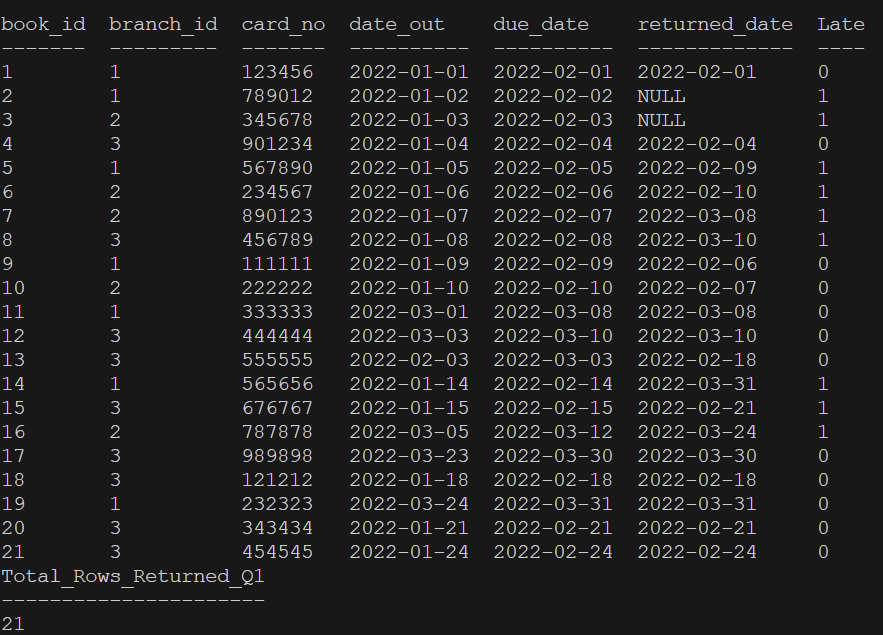 book_id  branch_id  card_no  date_out    due_date    returned_date  Late
-------  ---------  -------  ----------  ----------  -------------  ----
1        1          123456   2022-01-01  2022-02-01  2022-02-01     0
2        1          789012   2022-01-02  2022-02-02  NULL           1
3        2          345678   2022-01-03  2022-02-03  NULL           1
4        3          901234   2022-01-04  2022-02-04  2022-02-04     0
5        1          567890   2022-01-05  2022-02-05  2022-02-09     1
6        2          234567   2022-01-06  2022-02-06  2022-02-10     1
7        2          890123   2022-01-07  2022-02-07  2022-03-08     1
8        3          456789   2022-01-08  2022-02-08  2022-03-10     1
9        1          111111   2022-01-09  2022-02-09  2022-02-06     0
10       2          222222   2022-01-10  2022-02-10  2022-02-07     0
11       1          333333   2022-03-01  2022-03-08  2022-03-08     0
12       3          444444   2022-03-03  2022-03-10  2022-03-10     0
13       3          555555   2022-02-03  2022-03-03  2022-02-18     0
14       1          565656   2022-01-14  2022-02-14  2022-03-31     1
15       3          676767   2022-01-15  2022-02-15  2022-02-21     1
16       2          787878   2022-03-05  2022-03-12  2022-03-24     1
17       3          989898   2022-03-23  2022-03-30  2022-03-30     0
18       3          121212   2022-01-18  2022-02-18  2022-02-18     0
19       1          232323   2022-03-24  2022-03-31  2022-03-31     0
20       3          343434   2022-01-21  2022-02-21  2022-02-21     0
21       3          454545   2022-01-24  2022-02-24  2022-02-24     0
Total_Rows_Returned_Q1
----------------------
21